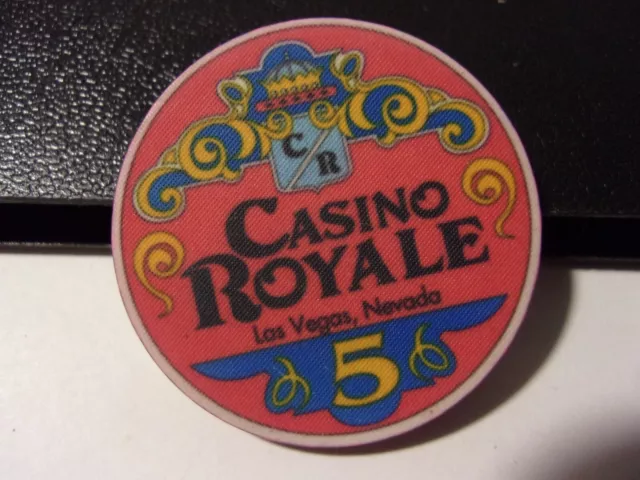 C R
CASINO
ROYALE
Las Vegas, Nevada
5